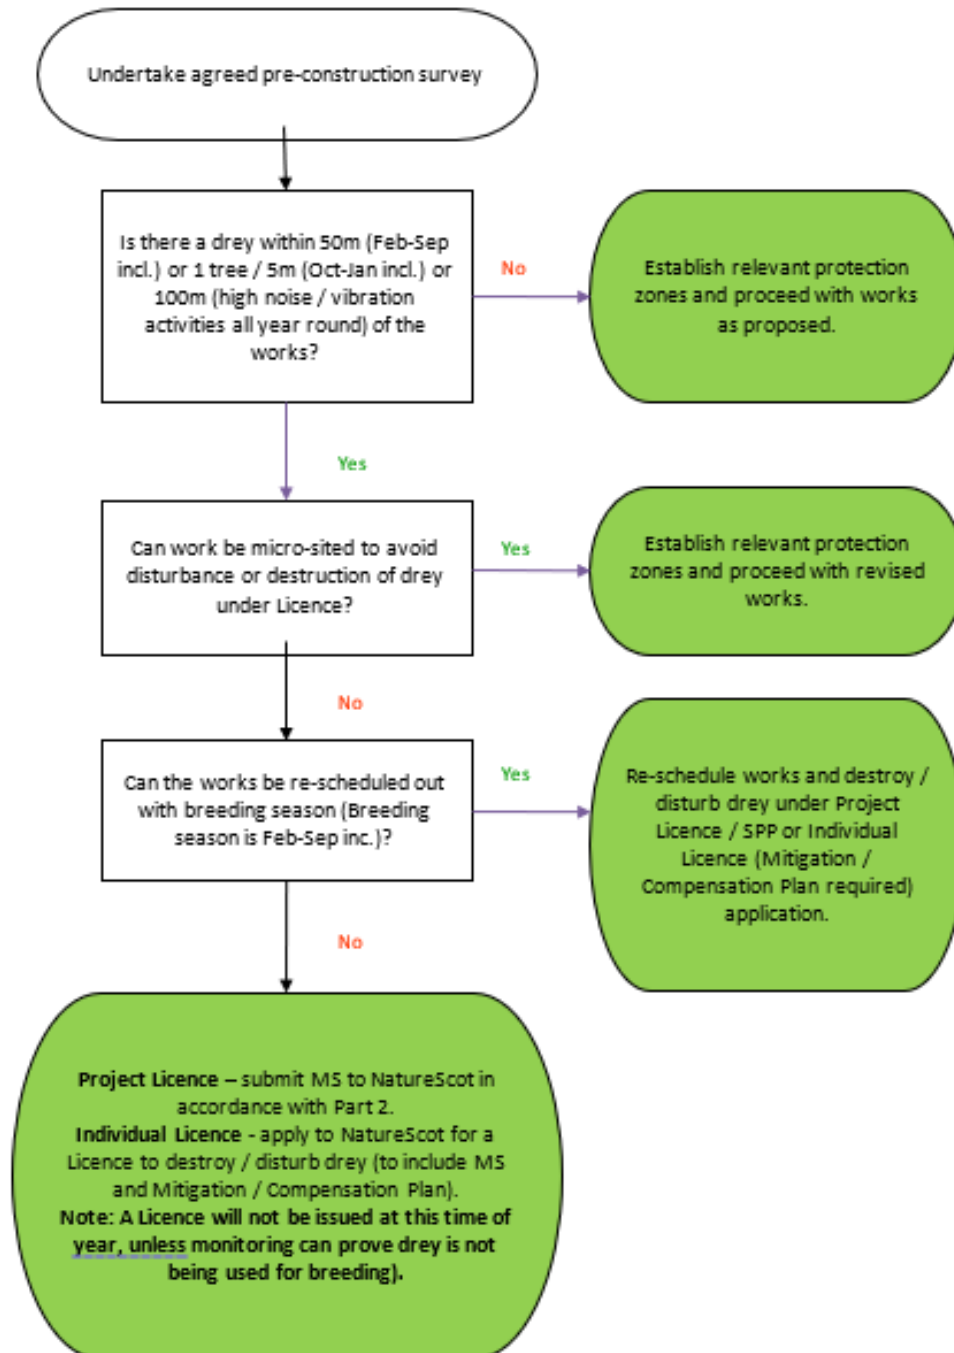 Undertake agreed pre-construction survey
Is there a drey within 50m (Feb-Sep
incl.) or 1 tree / 5m (Oct-Jan incl.) or
100m (high noise / vibration
activities all year round) of the
works?
No
Establish relevant protection
zones and proceed with works
as proposed.
Yes
Can work be micro-sited to avoid
disturbance or destruction of drey
under Licence?
Yes
Establish relevant protection
zones and proceed with revised
works.
No
Can the works be re-scheduled out
with breeding season (Breeding
season is Feb-Sep inc.)?
Yes
Re-schedule works and destroy /
disturb drey under Project
Licence / SPP or Individual
Licence (Mitigation /
Compensation Plan required)
application.
No
Project Licence – submit MS to NatureScot in
accordance with Part 2.
Individual Licence - apply to NatureScot for a
Licence to destroy / disturb drey (to include MS
and Mitigation / Compensation Plan).
Note: A Licence will not be issued at this time of
year, unless monitoring can prove drey is not
being used for breeding).